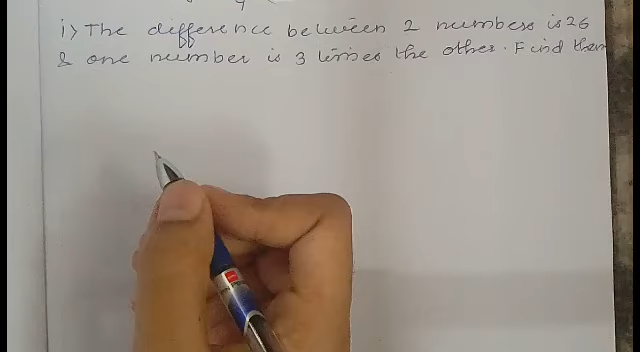 i) The difference between 2 numbers is 26
& one number is 3 times the other. Find them